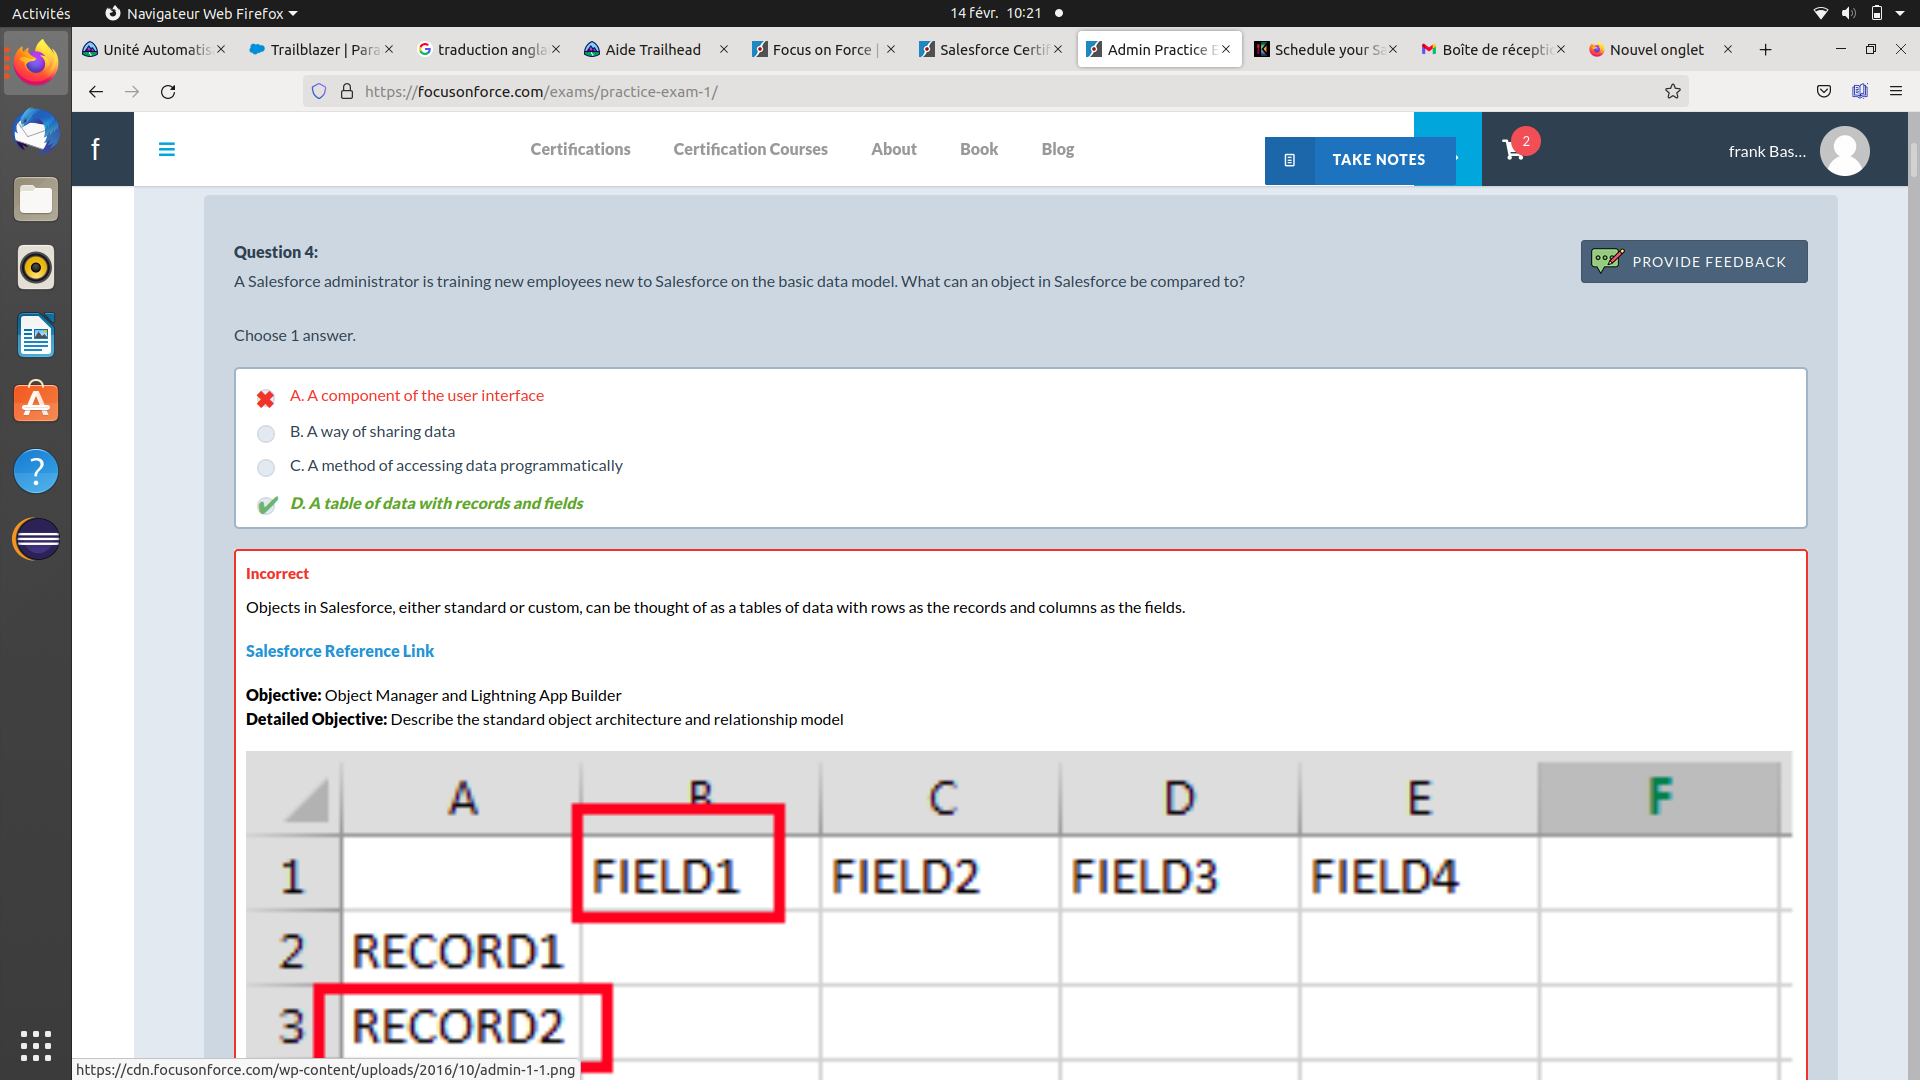 Activités
Navigateur Web Firefox
14 févr. 10:21
Unité Automatis
Trailblazer | Para
traduction angla
Aide Trailhead
Focus on Force |
Salesforce Certif
Admin Practice E
Schedule your Sa
Boîte de réceptio
Nouvel onglet
https://focusonforce.com/exams/practice-exam-1/
f
Certifications
Certification Courses
About
Book
Blog
TAKE NOTES
2
frank Bas...
Question 4:
PROVIDE FEEDBACK
A Salesforce administrator is training new employees new to Salesforce on the basic data model. What can an object in Salesforce be compared to?
Choose 1 answer.
A. A component of the user interface
B. A way of sharing data
C. A method of accessing data programmatically
D. A table of data with records and fields
Incorrect
Objects in Salesforce, either standard or custom, can be thought of as a tables of data with rows as the records and columns as the fields.
Salesforce Reference Link
Objective: Object Manager and Lightning App Builder
Detailed Objective: Describe the standard object architecture and relationship model
A B C D E F
1 FIELD1 FIELD2 FIELD3 FIELD4
2 RECORD1
3 RECORD2
https://cdn.focusonforce.com/wp-content/uploads/2016/10/admin-1-1.png